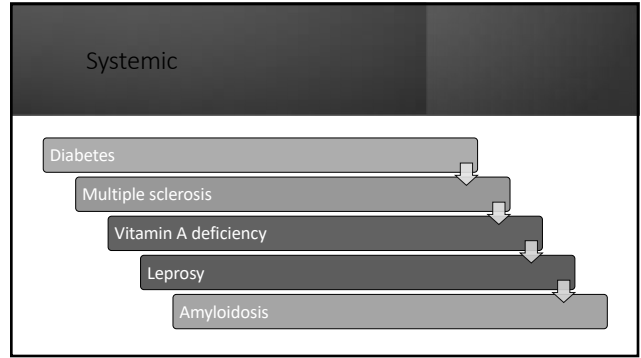 Systemic
Diabetes
Multiple sclerosis
Vitamin A deficiency
Leprosy
Amyloidosis